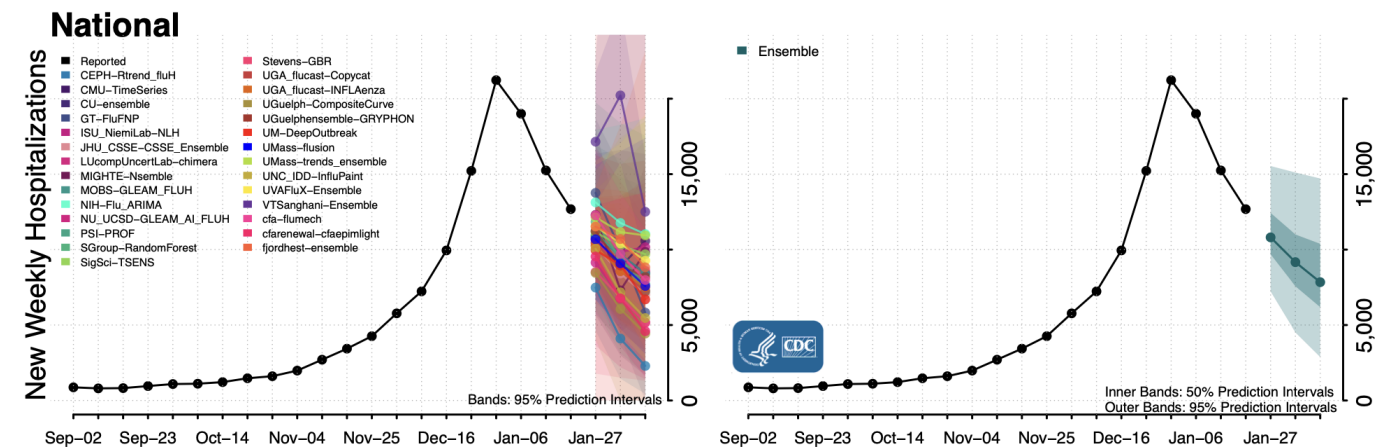 National
New Weekly Hospitalizations
Reported
CEPH−Rtrend_fluH
CMU−TimeSeries
CU−ensemble
GT−FluFNP
ISU_NiemiLab−NLH
JHU_CSSE−CSSE_Ensemble
LUcompUncertLab−chimera
MIGHTE−Nsemble
MOBS−GLEAM_FLUH
NIH−Flu_ARIMA
NU_UCSD−GLEAM_AI_FLUH
PSI−PROF
SGroup−RandomForest
SigSci−TSENS
Stevens−GBR
UGA_flucast−Copycat
UGA_flucast−INFLAenza
UGuelph−CompositeCurve
UGuelphensemble−GRYPHON
UM−DeepOutbreak
UMass−flusion
UMass−trends_ensemble
UNC_IDD−InfluPaint
UVAFluX−Ensemble
VTSanghani−Ensemble
cfa−flumech
cfarenewal−cfaepimlight
fjordhest−ensemble
Bands: 95% Prediction Intervals
15,000
5,000
0
Sep−02 Sep−23 Oct−14 Nov−04 Nov−25 Dec−16 Jan−06 Jan−27
Ensemble
CDC
Inner Bands: 50% Prediction Intervals
Outer Bands: 95% Prediction Intervals
15,000
5,000
0
Sep−02 Sep−23 Oct−14 Nov−04 Nov−25 Dec−16 Jan−06 Jan−27